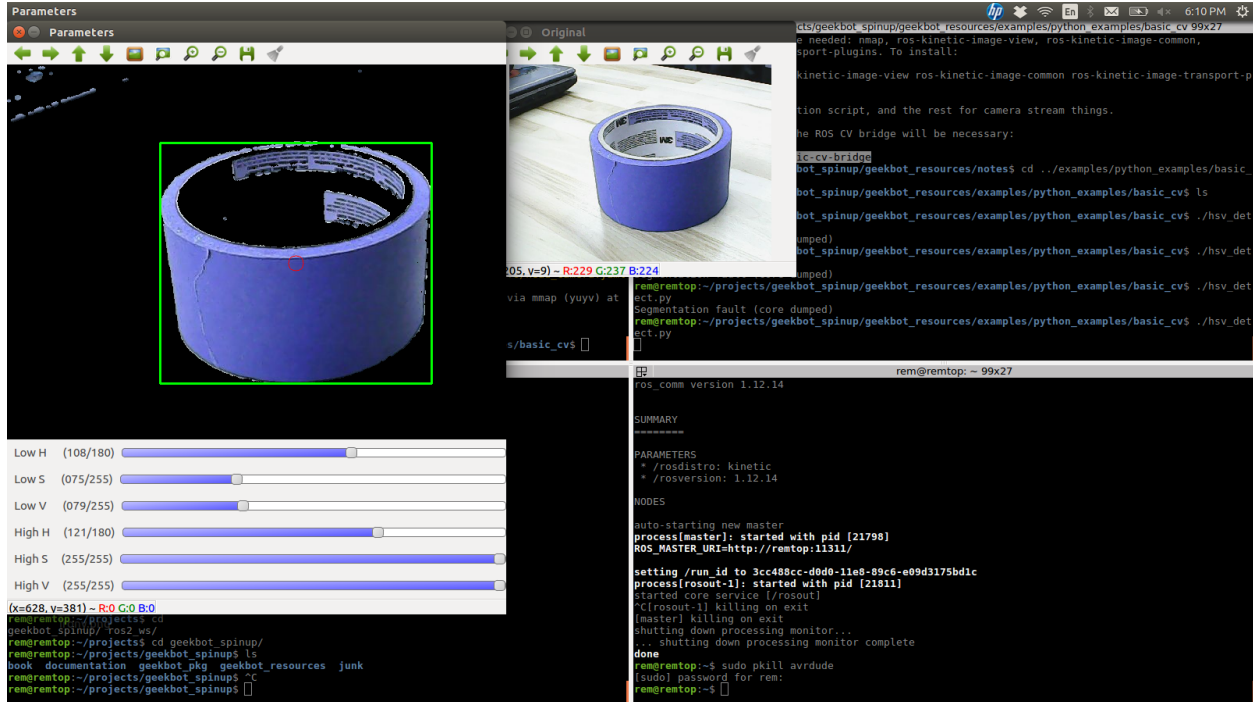 Parameters
hp
En
6:10 PM
Parameters
Original
cts/geekbot_spinup/geekbot_resources/examples/python_examples/basic_cv 99x27
e needed: nmap, ros-kinetic-image-view, ros-kinetic-image-common,
sport-plugins. To install:
kinetic-image-view ros-kinetic-image-common ros-kinetic-image-transport-p
tion script, and the rest for camera stream things.
he ROS CV bridge will be necessary:
ic-cv-bridge
bot_spinup/geekbot_resources/notes$ cd ../examples/python_examples/basic_
bot_spinup/geekbot_resources/examples/python_examples/basic_cv$ ls
bot_spinup/geekbot_resources/examples/python_examples/basic_cv$ ./hsv_det
umped)
bot_spinup/geekbot_resources/examples/python_examples/basic_cv$ ./hsv_det
umped)
rem@remtop:~/projects/geekbot_spinup/geekbot_resources/examples/python_examples/basic_cv$ ./hsv_det
ect.py
Segmentation fault (core dumped)
rem@remtop:~/projects/geekbot_spinup/geekbot_resources/examples/python_examples/basic_cv$ ./hsv_det
ect.py
3M
3M
205, y=9) ~ R:229 G:237 B:224
via mmap (yuyv) at
s/basic_cv$
Low H (108/180)
Low S (075/255)
Low V (079/255)
High H (121/180)
High S (255/255)
High V (255/255)
(x=628, y=381) ~ R:0 G:0 B:0
rem@remtop:~/projects$ cd
geekbot_spinup/ ros2_ws/
rem@remtop:~/projects$ cd geekbot_spinup/
rem@remtop:~/projects/geekbot_spinup$ ls
book documentation geekbot_pkg geekbot_resources junk
rem@remtop:~/projects/geekbot_spinup$ ^C
rem@remtop:~/projects/geekbot_spinup$
rem@remtop: ~ 99x27
ros_comm version 1.12.14
SUMMARY
========
PARAMETERS
* /rosdistro: kinetic
* /rosversion: 1.12.14
NODES
auto-starting new master
process[master]: started with pid [21798]
ROS_MASTER_URI=http://remtop:11311/
setting /run_id to 3cc488cc-d0d0-11e8-89c6-e09d3175bd1c
process[rosout-1]: started with pid [21811]
started core service [/rosout]
^C[rosout-1] killing on exit
[master] killing on exit
shutting down processing monitor...
... shutting down processing monitor complete
done
rem@remtop:~$ sudo pkill avrdude
[sudo] password for rem:
rem@remtop:~$